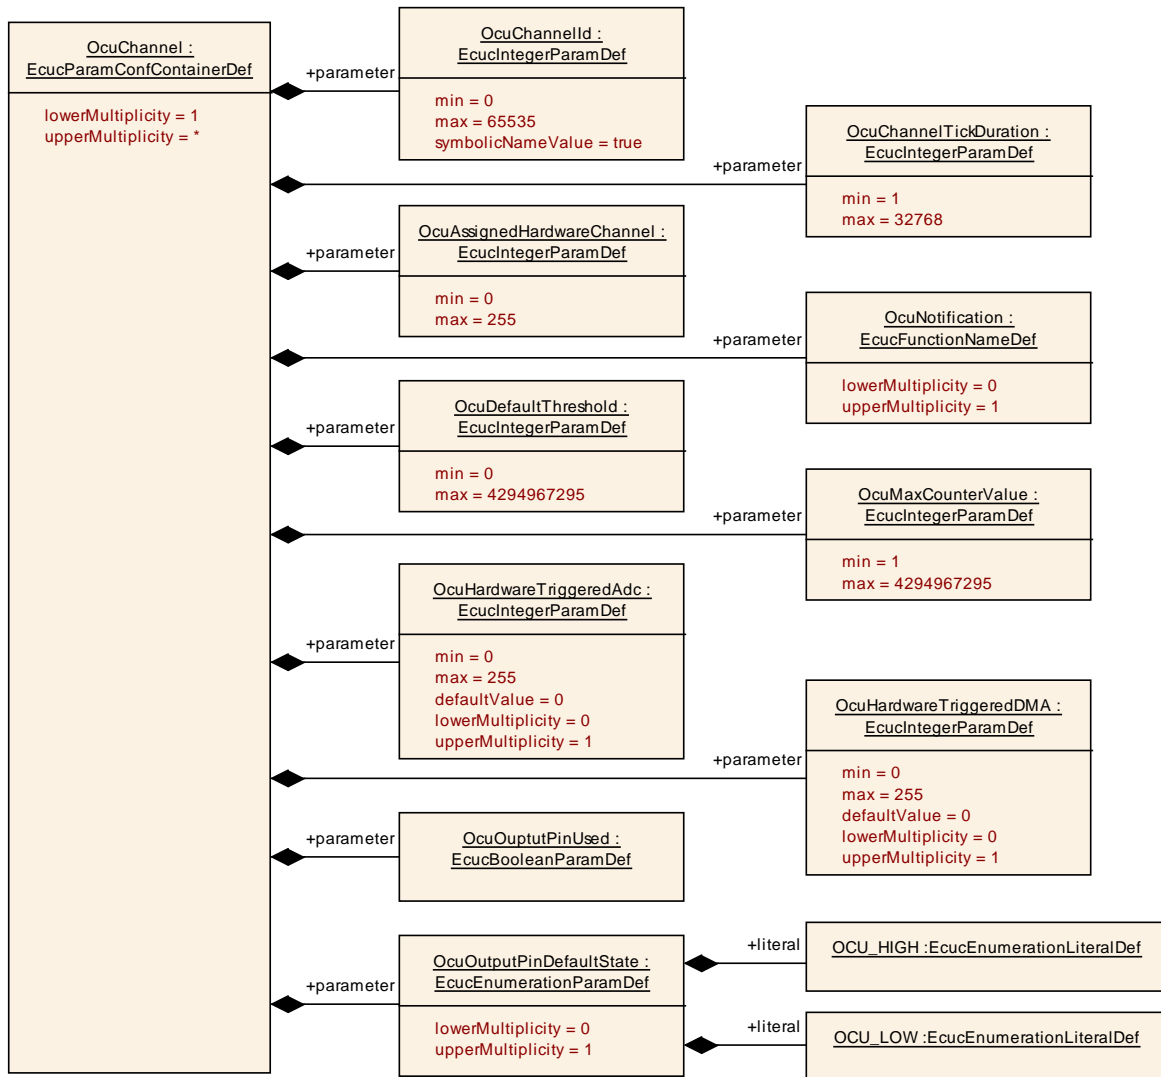 OcuChannel :
EcucParamConfContainerDef
lowerMultiplicity = 1
upperMultiplicity = *
+parameter
OcuChannelId :
EcucIntegerParamDef
min = 0
max = 65535
symbolicNameValue = true
+parameter
OcuChannelTickDuration :
EcucIntegerParamDef
min = 1
max = 32768
+parameter
OcuAssignedHardwareChannel :
EcucIntegerParamDef
min = 0
max = 255
+parameter
OcuNotification :
EcucFunctionNameDef
lowerMultiplicity = 0
upperMultiplicity = 1
+parameter
OcuDefaultThreshold :
EcucIntegerParamDef
min = 0
max = 4294967295
+parameter
OcuMaxCounterValue :
EcucIntegerParamDef
min = 1
max = 4294967295
+parameter
OcuHardwareTriggeredAdc :
EcucIntegerParamDef
min = 0
max = 255
defaultValue = 0
lowerMultiplicity = 0
upperMultiplicity = 1
+parameter
OcuHardwareTriggeredDMA :
EcucIntegerParamDef
min = 0
max = 255
defaultValue = 0
lowerMultiplicity = 0
upperMultiplicity = 1
+parameter
OcuOuptutPinUsed :
EcucBooleanParamDef
+parameter
OcuOutputPinDefaultState :
EcucEnumerationParamDef
lowerMultiplicity = 0
upperMultiplicity = 1
+literal
OCU_HIGH :EcucEnumerationLiteralDef
+literal
OCU_LOW :EcucEnumerationLiteralDef